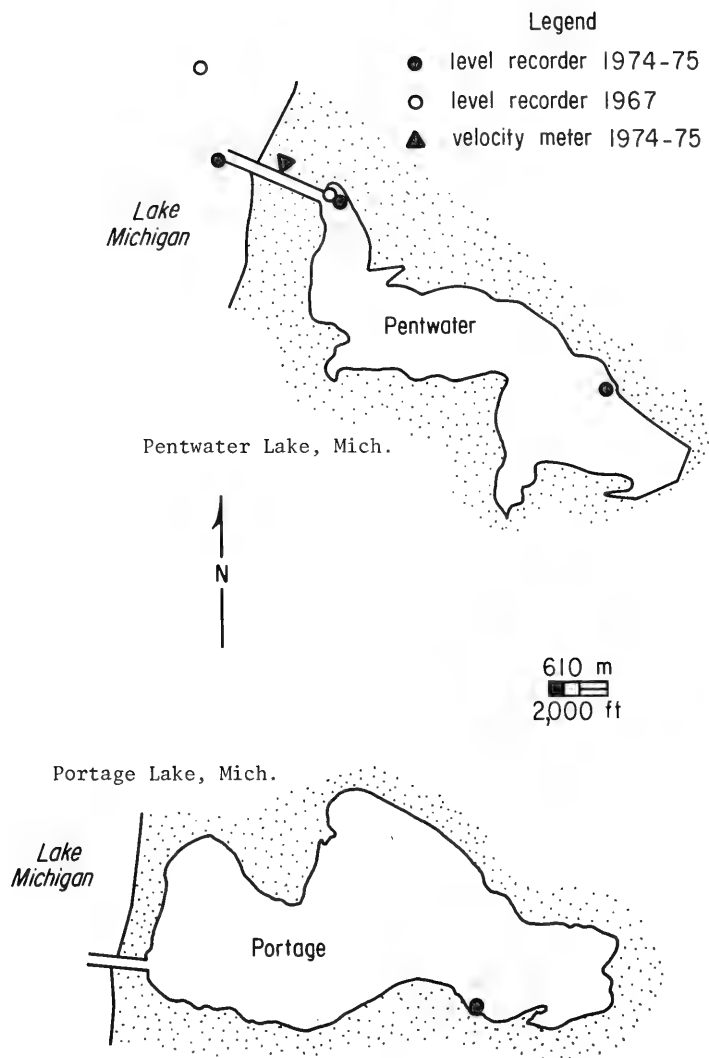 Legend
level recorder 1974-75
level recorder 1967
velocity meter 1974-75
Lake
Michigan
Pentwater
Pentwater Lake, Mich.
N
610 m
2,000 ft
Portage Lake, Mich.
Lake
Michigan
Portage